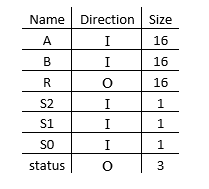 Name Direction Size
A I 16
B I 16
R O 16
S2 I 1
S1 I 1
S0 I 1
status O 3